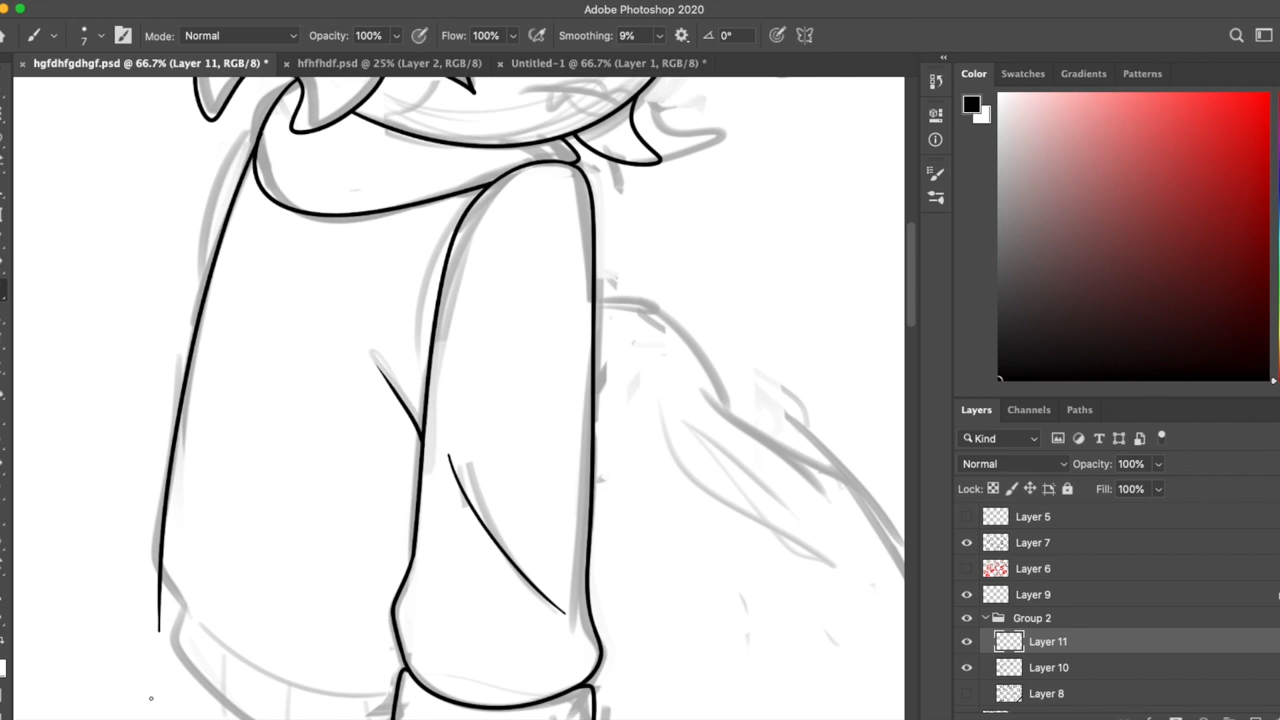 Adobe Photoshop 2020
7 Mode: Normal Opacity: 100% Flow: 100% Smoothing: 9% 0°
× hgfdhfgdhgf.psd @ 66.7% (Layer 11, RGB/8) * × hfhfhdf.psd @ 25% (Layer 2, RGB/8) × Untitled-1 @ 66.7% (Layer 1, RGB/8) *
Color Swatches Gradients Patterns
Layers Channels Paths
Kind
Normal Opacity: 100%
Lock: Fill: 100%
Layer 5
Layer 7
Layer 6
Layer 9
Group 2
Layer 11
Layer 10
Layer 8